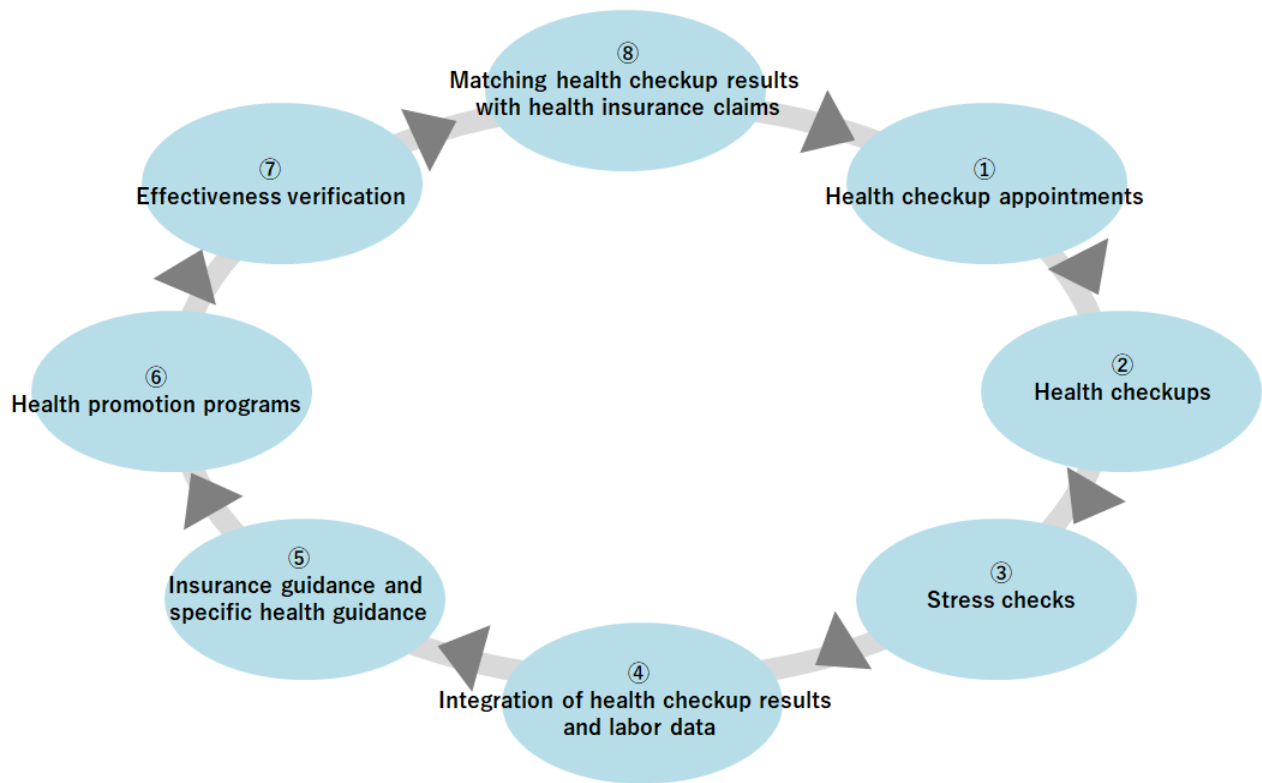 ⑧
Matching health checkup results
with health insurance claims
①
Health checkup appointments
②
Health checkups
③
Stress checks
④
Integration of health checkup results
and labor data
⑤
Insurance guidance and
specific health guidance
⑥
Health promotion programs
⑦
Effectiveness verification